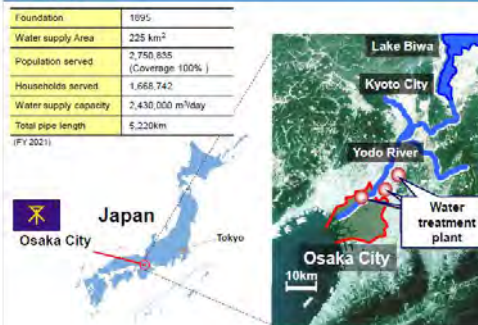 Foundation 1895
Water supply Area 225 km²
Population served 2,750,835
(Coverage 100% )
Households served 1,668,742
Water supply capacity 2,430,000 m³/day
Total pipe length 5,220km
(FY 2021)
Japan
Osaka City
Tokyo
Lake Biwa
Kyoto City
Yodo River
Water
treatment
plant
Osaka City
10km